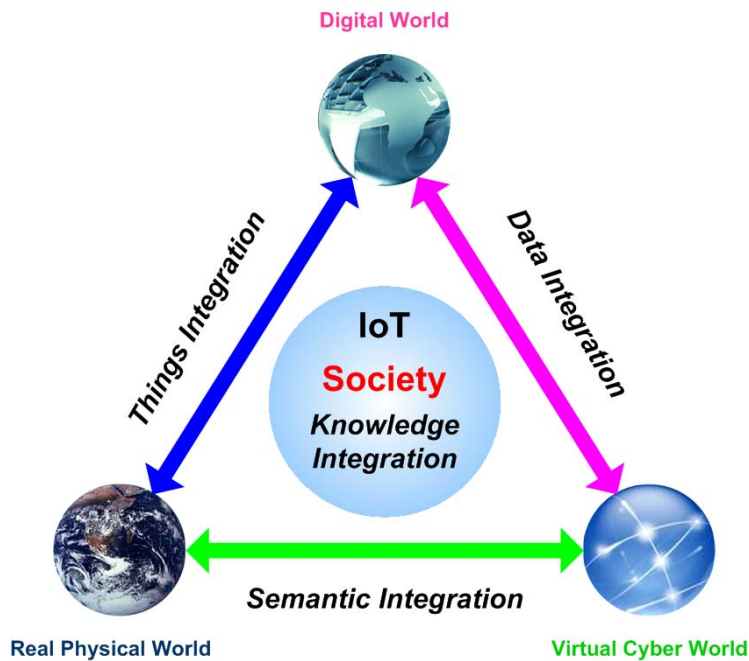 Digital World
Things Integration
Data Integration
IoT
Society
Knowledge
Integration
Semantic Integration
Real Physical World
Virtual Cyber World